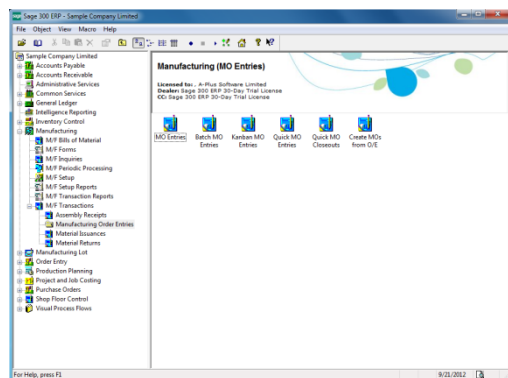 Sage 300 ERP - Sample Company Limited
File Object View Macro Help
Sample Company Limited
Accounts Payable
Accounts Receivable
Administrative Services
Common Services
General Ledger
Intelligence Reporting
Inventory Control
Manufacturing
M/F Bills of Material
M/F Forms
M/F Inquiries
M/F Periodic Processing
M/F Setup
M/F Setup Reports
M/F Transaction Reports
M/F Transactions
Assembly Receipts
Manufacturing Order Entries
Material Issuances
Material Returns
Manufacturing Lot
Order Entry
Production Planning
Project and Job Costing
Purchase Orders
Shop Floor Control
Visual Process Flows
Manufacturing (MO Entries)
Licensed to: , A-Plus Software Limited
Dealer: Sage 300 ERP 30-Day Trial License
CC: Sage 300 ERP 30-Day Trial License
MO Entries
Batch MO Entries
Kanban MO Entries
Quick MO Entries
Quick MO Closeouts
Create MOs from O/E
For Help, press F1
9/21/2012